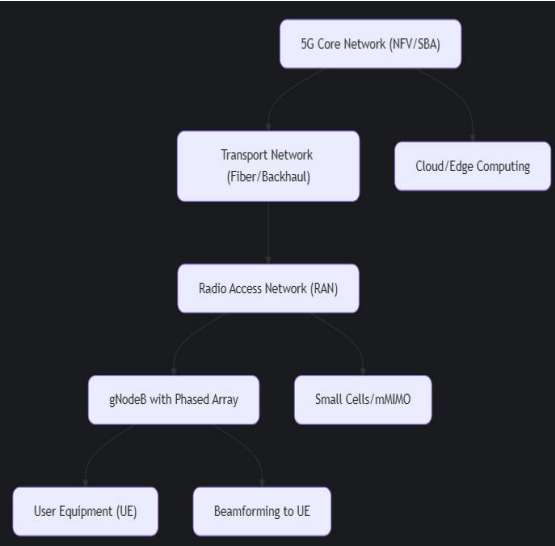 5G Core Network (NFV/SBA)
Transport Network
(Fiber/Backhaul)
Cloud/Edge Computing
Radio Access Network (RAN)
gNodeB with Phased Array
Small Cells/mMIMO
User Equipment (UE)
Beamforming to UE